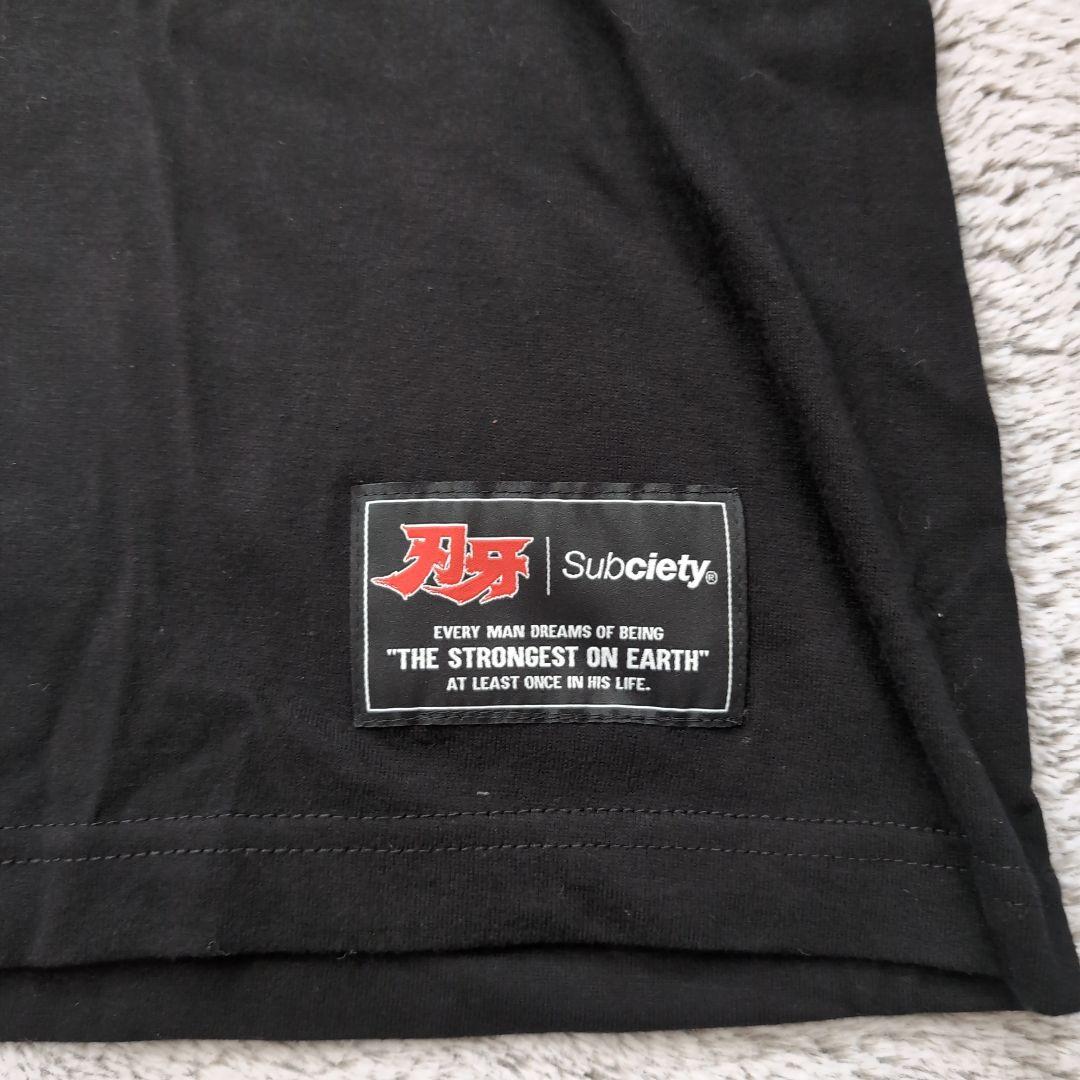 刃牙 Subciety®
EVERY MAN DREAMS OF BEING
"THE STRONGEST ON EARTH"
AT LEAST ONCE IN HIS LIFE.